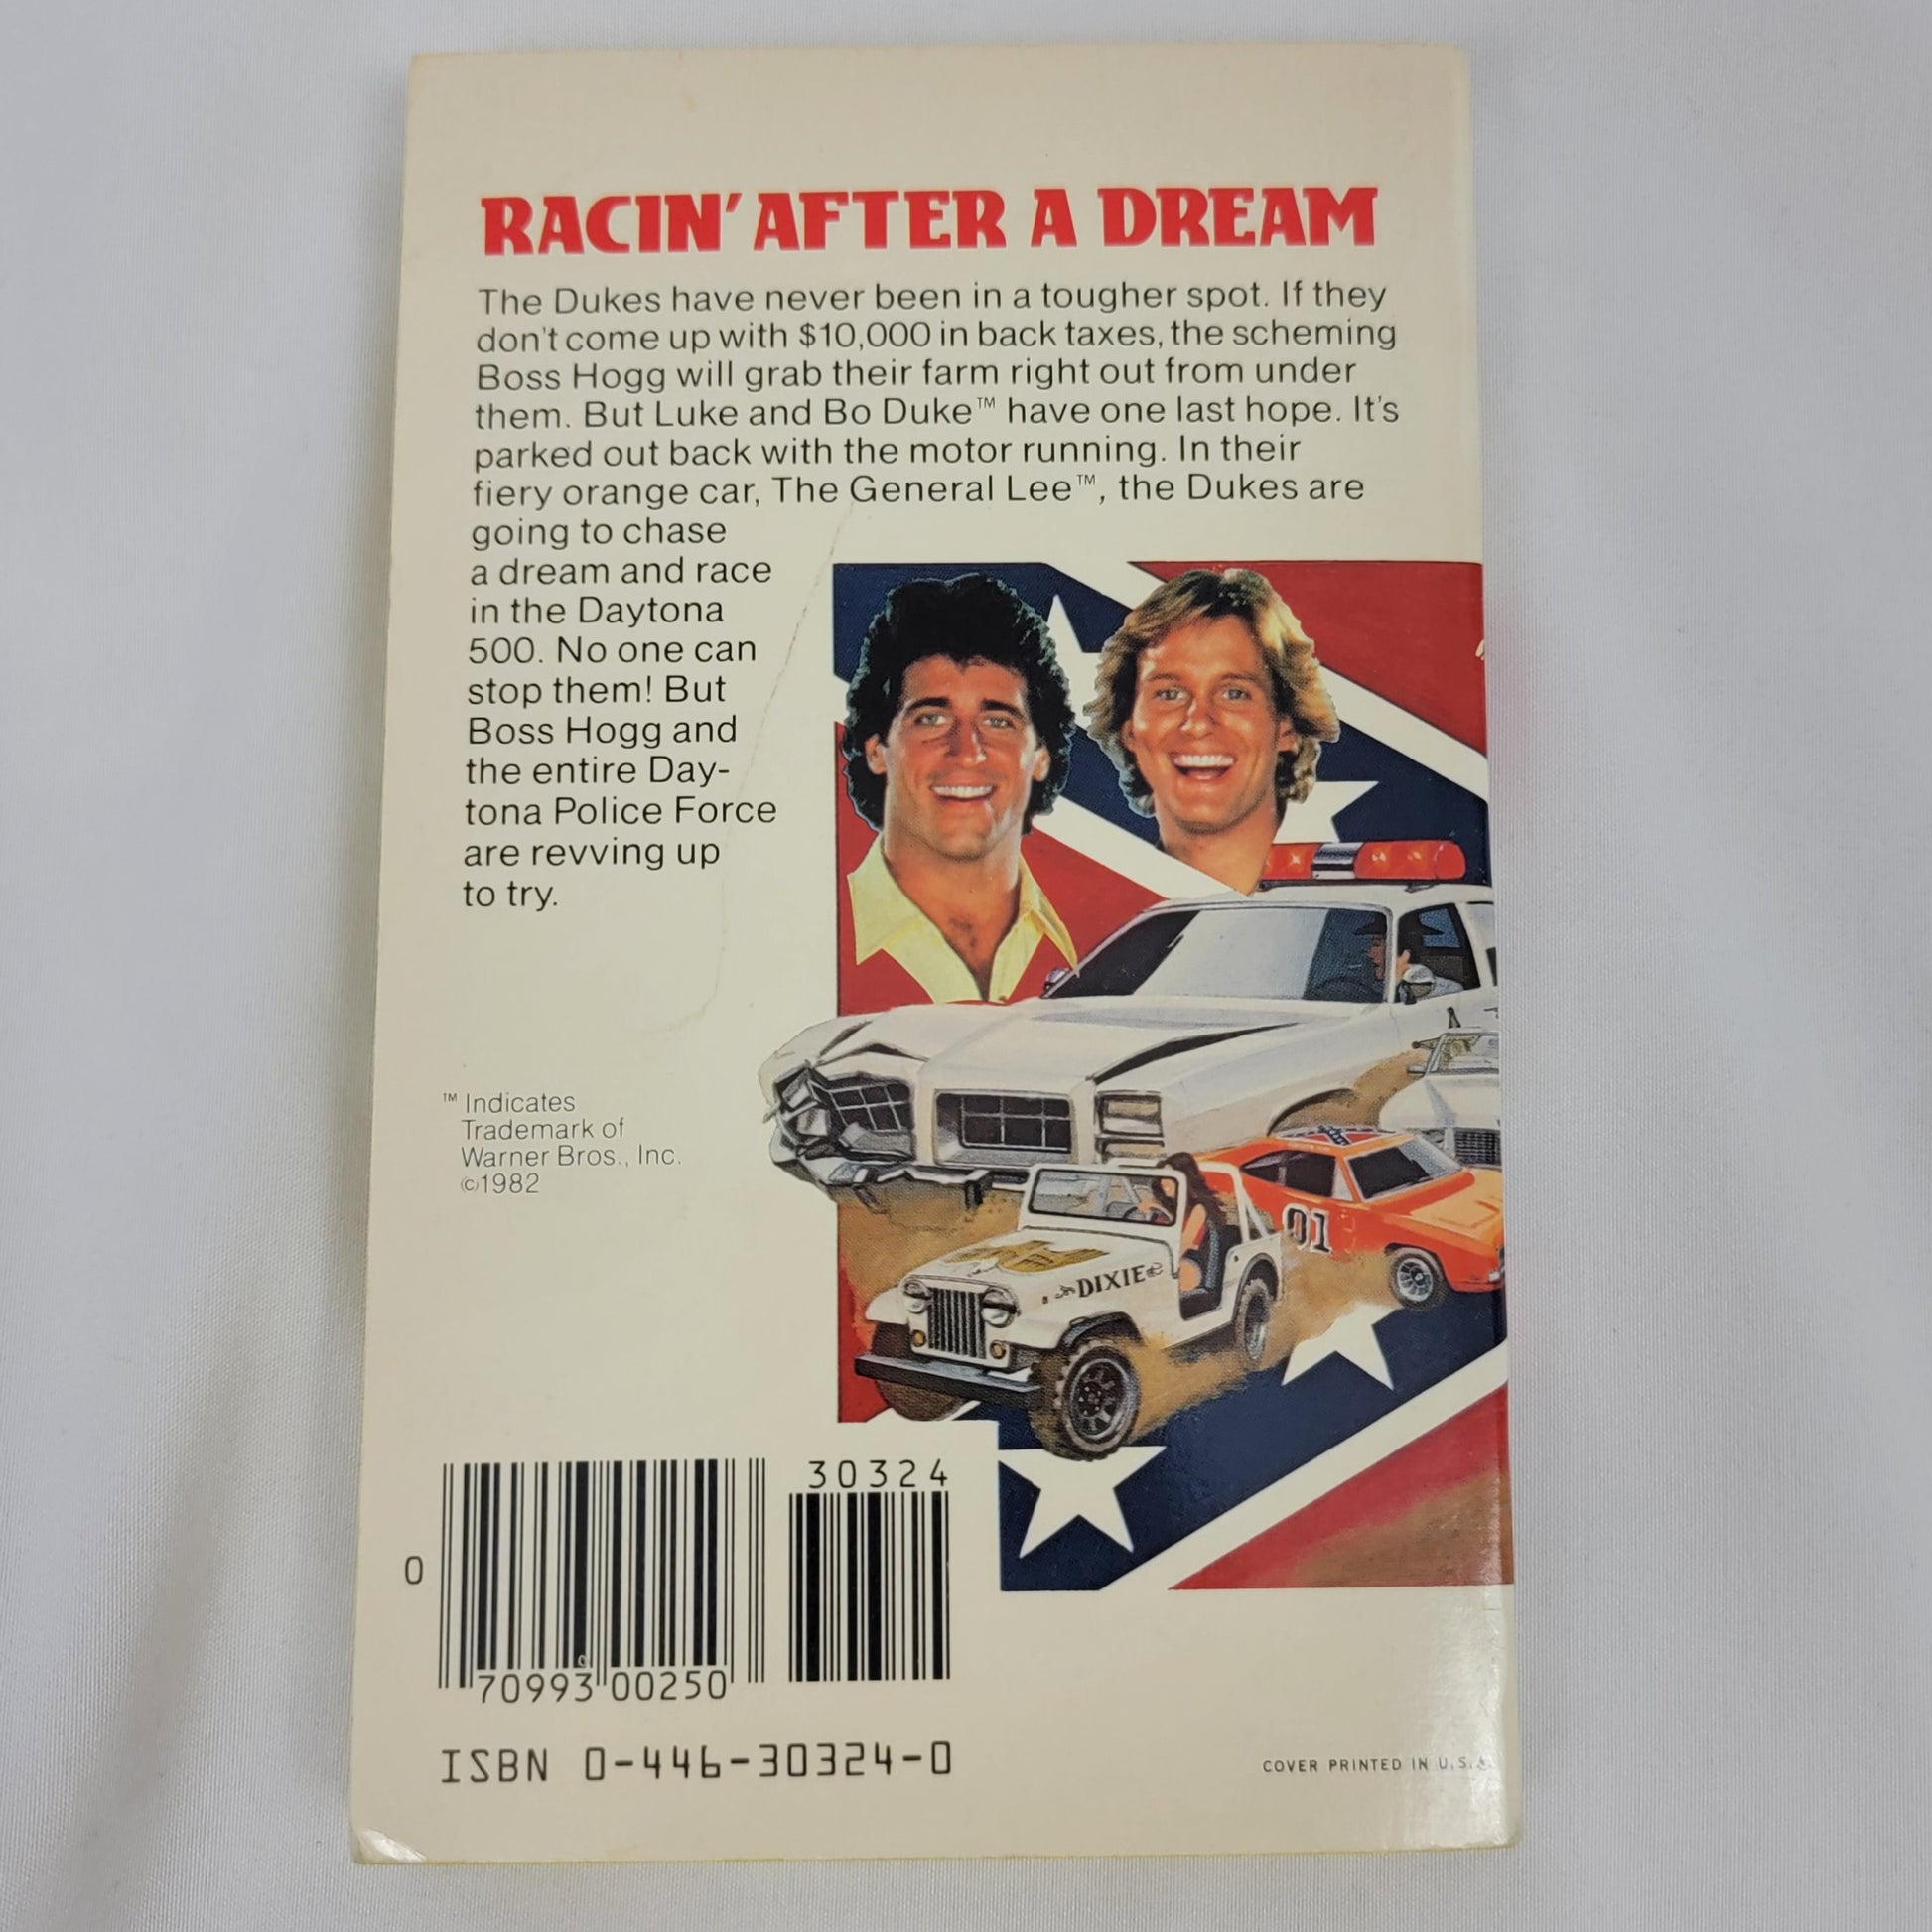 RACIN' AFTER A DREAM
The Dukes have never been in a tougher spot. If they
don't come up with $10,000 in back taxes, the scheming
Boss Hogg will grab their farm right out from under
them. But Luke and Bo Duke™ have one last hope. It's
parked out back with the motor running. In their
fiery orange car, The General Lee™, the Dukes are
going to chase
a dream and race
in the Daytona
500. No one can
stop them! But
Boss Hogg and
the entire Day-
tona Police Force
are revving up
to try.
™ Indicates
Trademark of
Warner Bros., Inc.
©1982
01
DIXIE
30324
0
70993 00250
0
ISBN 0-446-30324-0
COVER PRINTED IN U.S.A.